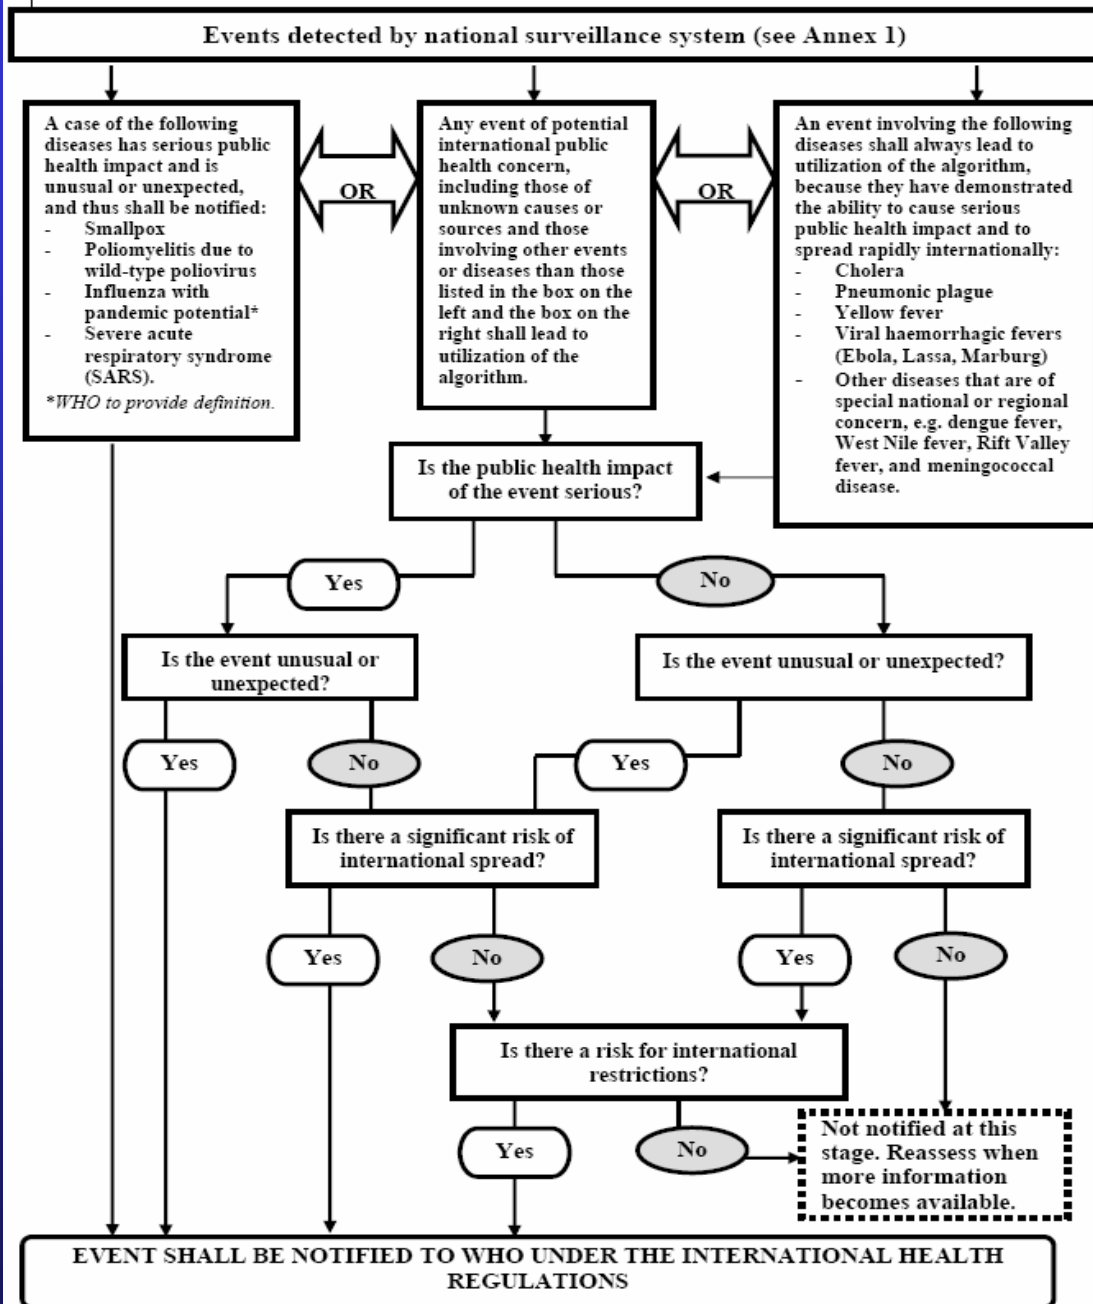 Events detected by national surveillance system (see Annex 1)
A case of the following
diseases has serious public
health impact and is
unusual or unexpected,
and thus shall be notified:
- Smallpox
- Poliomyelitis due to
wild-type poliovirus
- Influenza with
pandemic potential*
- Severe acute
respiratory syndrome
(SARS).
*WHO to provide definition.
OR
Any event of potential
international public
health concern,
including those of
unknown causes or
sources and those
involving other events
or diseases than those
listed in the box on the
left and the box on the
right shall lead to
utilization of the
algorithm.
OR
An event involving the following
diseases shall always lead to
utilization of the algorithm,
because they have demonstrated
the ability to cause serious
public health impact and to
spread rapidly internationally:
- Cholera
- Pneumonic plague
- Yellow fever
- Viral haemorrhagic fevers
(Ebola, Lassa, Marburg)
- Other diseases that are of
special national or regional
concern, e.g. dengue fever,
West Nile fever, Rift Valley
fever, and meningococcal
disease.
Is the public health impact
of the event serious?
Yes
No
Is the event unusual or
unexpected?
Is the event unusual or unexpected?
Yes
No
Yes
No
Is there a significant risk of
international spread?
Is there a significant risk of
international spread?
Yes
No
Yes
No
Is there a risk for international
restrictions?
Yes
No
Not notified at this
stage. Reassess when
more information
becomes available.
EVENT SHALL BE NOTIFIED TO WHO UNDER THE INTERNATIONAL HEALTH
REGULATIONS